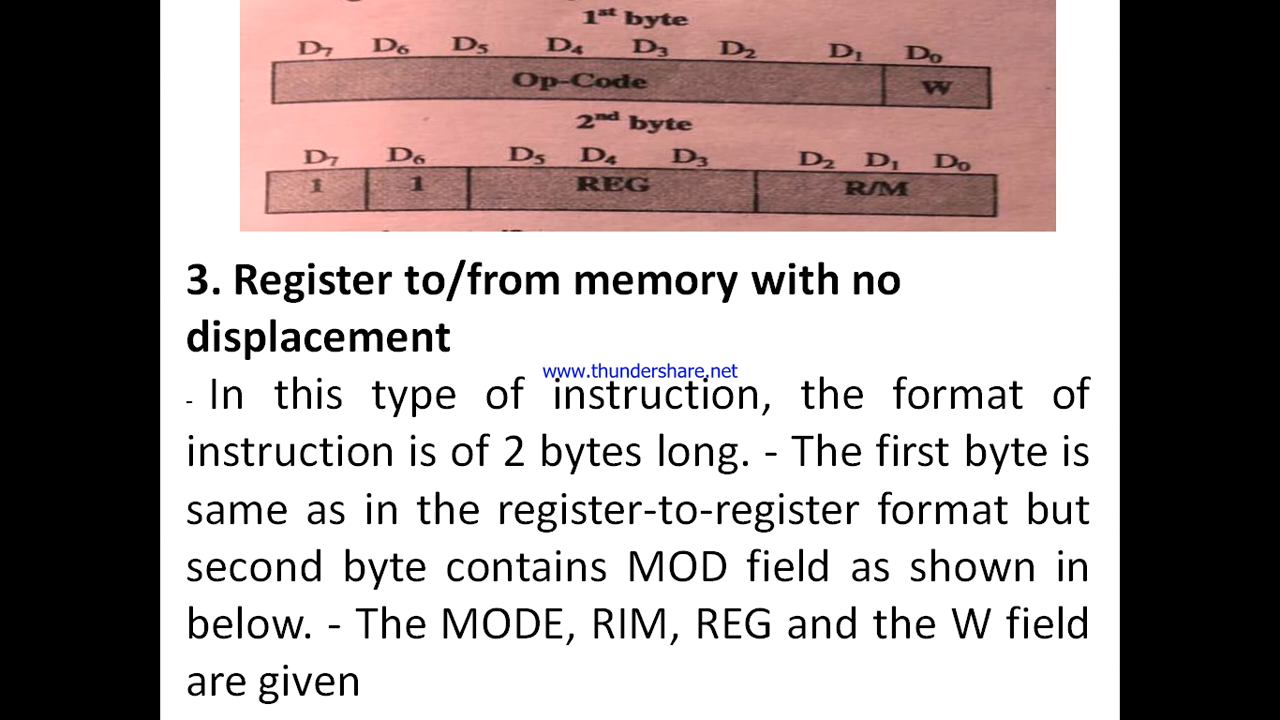 1st byte
D7 D6 D5 D4 D3 D2 D1 D0
Op-Code W
2nd byte
D7 D6 D5 D4 D3 D2 D1 D0
1 1 REG R/M
3. Register to/from memory with no
displacement
www.thundershare.net
- In this type of instruction, the format of
instruction is of 2 bytes long. - The first byte is
same as in the register-to-register format but
second byte contains MOD field as shown in
below. - The MODE, RIM, REG and the W field
are given